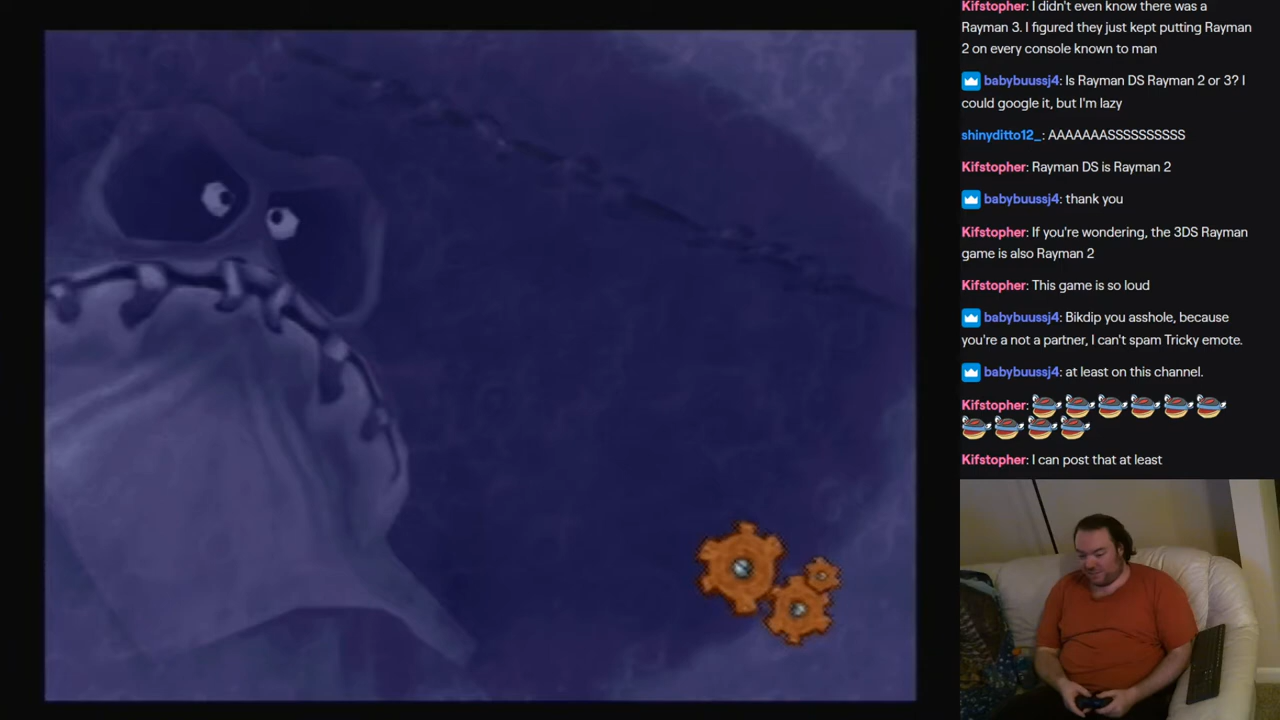 Kifstopher: I didn't even know there was a
Rayman 3. I figured they just kept putting Rayman
2 on every console known to man
babybuussj4: Is Rayman DS Rayman 2 or 3? I
could google it, but I'm lazy
shinyditto12_: AAAAAAASSSSSSSSSS
Kifstopher: Rayman DS is Rayman 2
babybuussj4: thank you
Kifstopher: If you're wondering, the 3DS Rayman
game is also Rayman 2
Kifstopher: This game is so loud
babybuussj4: Bikdip you asshole, because
you're a not a partner, I can't spam Tricky emote.
babybuussj4: at least on this channel.
Kifstopher:
Kifstopher: I can post that at least